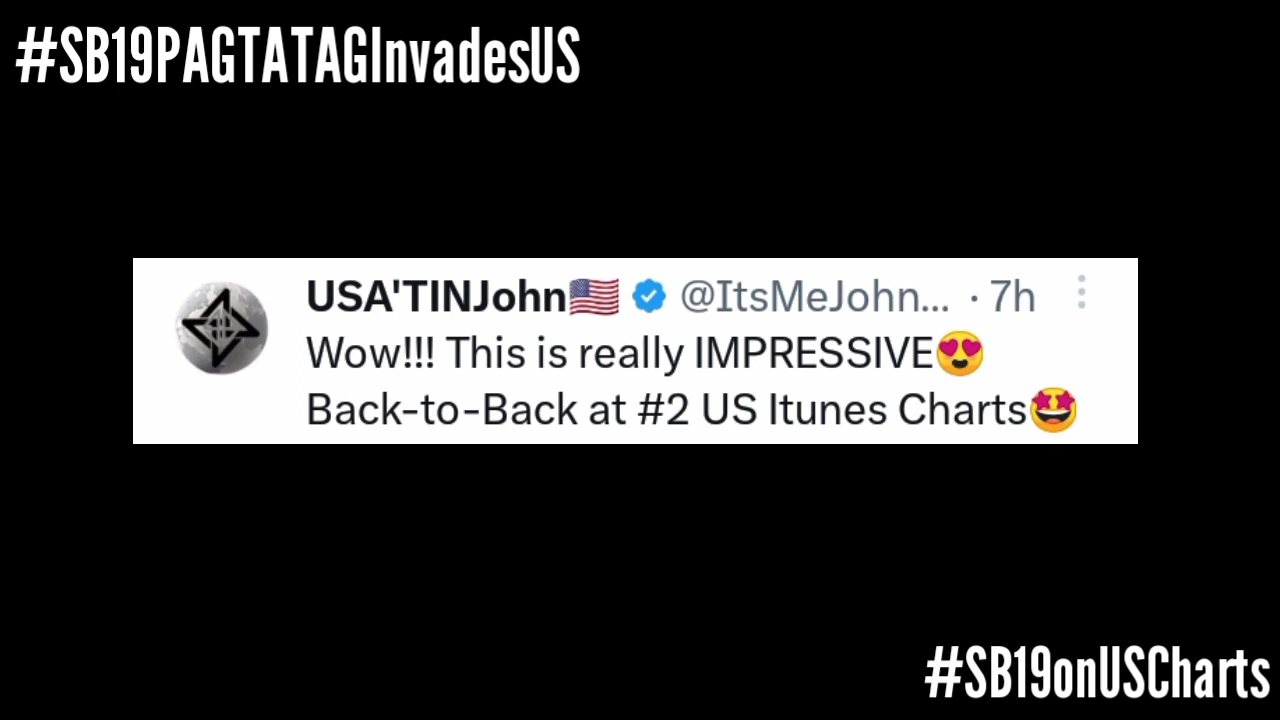 #SB19PAGTATAGInvadesUS
USA'TINJohn🇺🇸 @ItsMeJohn... · 7h
Wow!!! This is really IMPRESSIVE😍
Back-to-Back at #2 US Itunes Charts🤩
#SB19onUSCharts